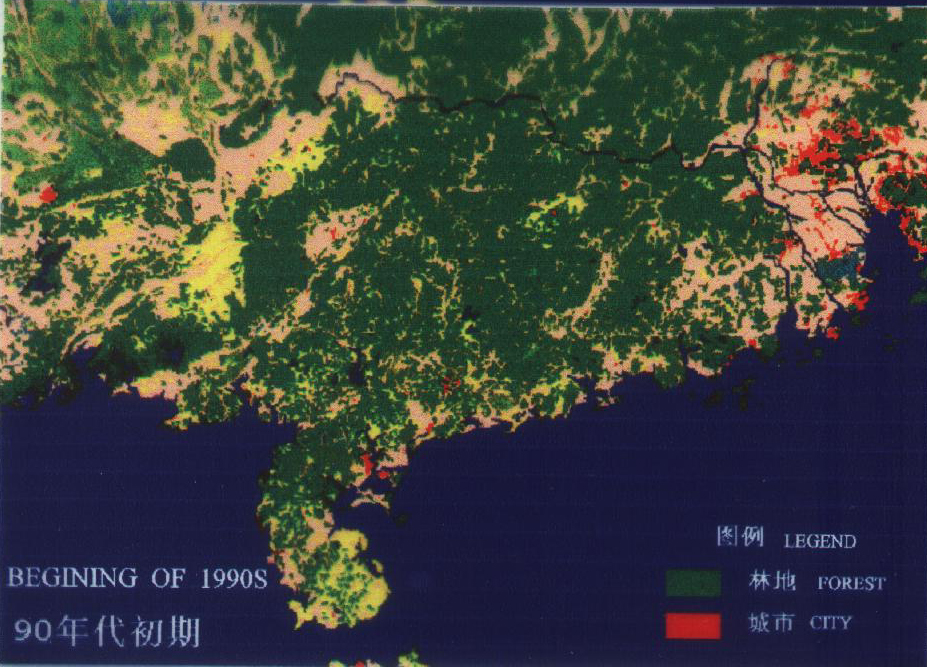 图例 LEGEND
林地 FOREST
城市 CITY
BEGINING OF 1990S
90年代初期